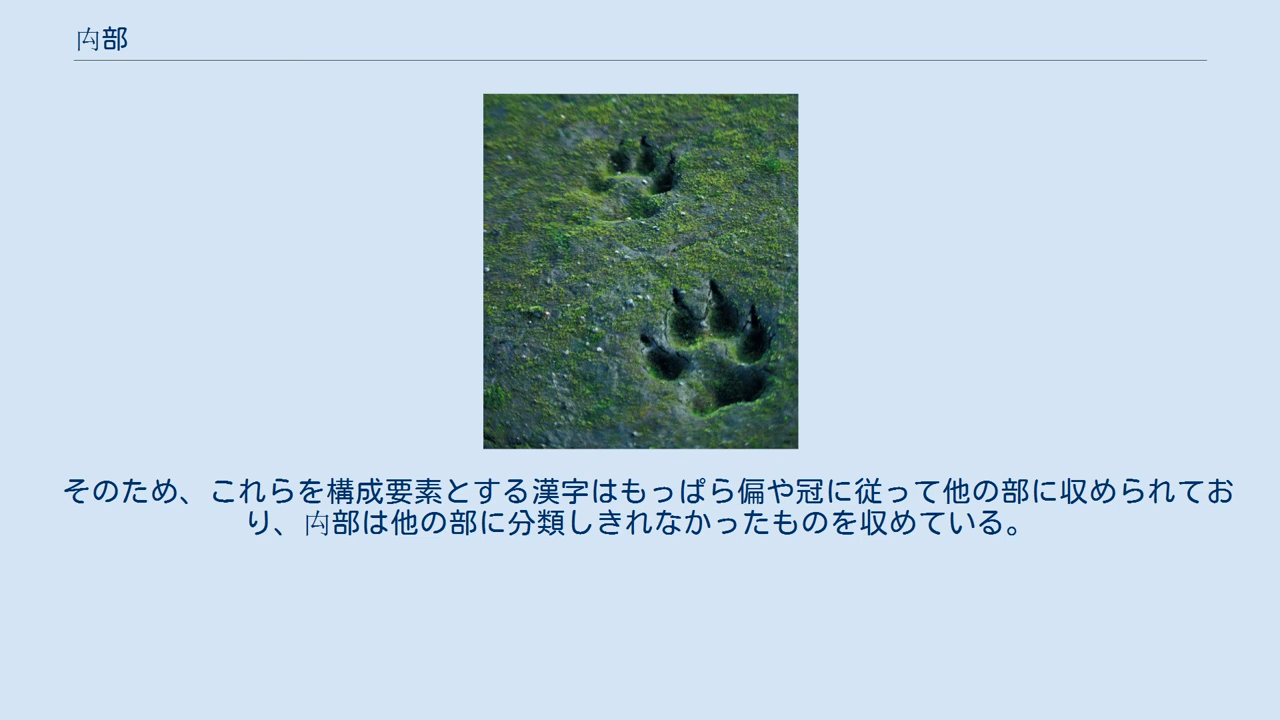 禸部
そのため、これらを構成要素とする漢字はもっぱら偏や冠に従って他の部に収められてお
り、禸部は他の部に分類しきれなかったものを収めている。